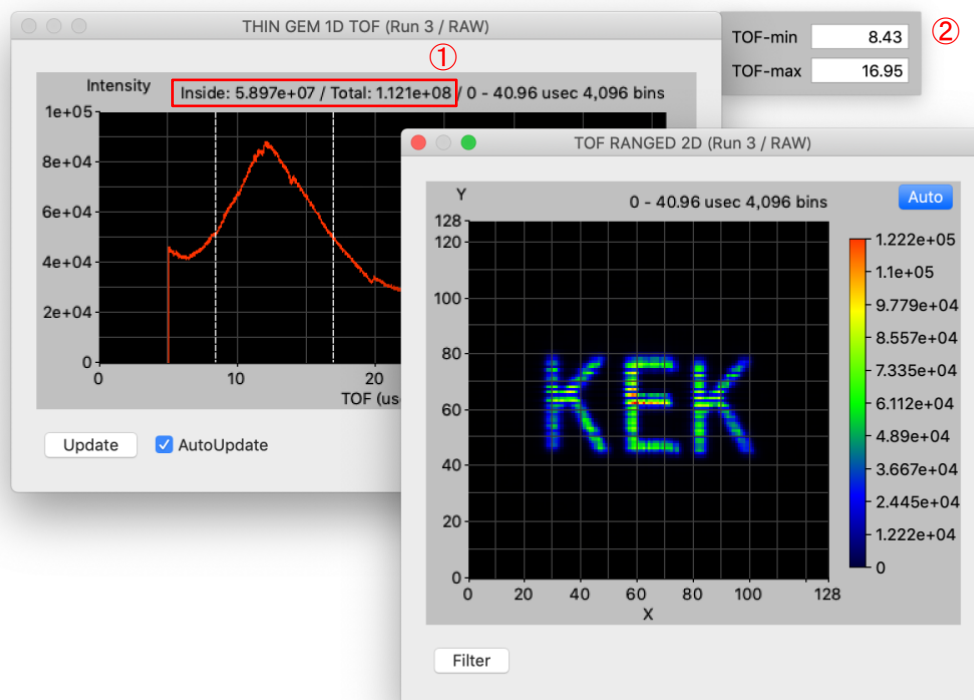 THIN GEM 1D TOF (Run 3 / RAW)
①
Intensity
Inside: 5.897e+07 / Total: 1.121e+08 / 0 - 40.96 usec 4,096 bins
1e+05
8e+04
6e+04
4e+04
2e+04
0
0 10 20
TOF (us
Update
AutoUpdate
TOF-min 8.43
TOF-max 16.95
②
TOF RANGED 2D (Run 3 / RAW)
Y
0 - 40.96 usec 4,096 bins
Auto
128
120
100
80
60
40
20
0
0 20 40 60 80 100 128
X
KEK
1.222e+05
1.1e+05
9.779e+04
8.557e+04
7.335e+04
6.112e+04
4.89e+04
3.667e+04
2.445e+04
1.222e+04
0
Filter